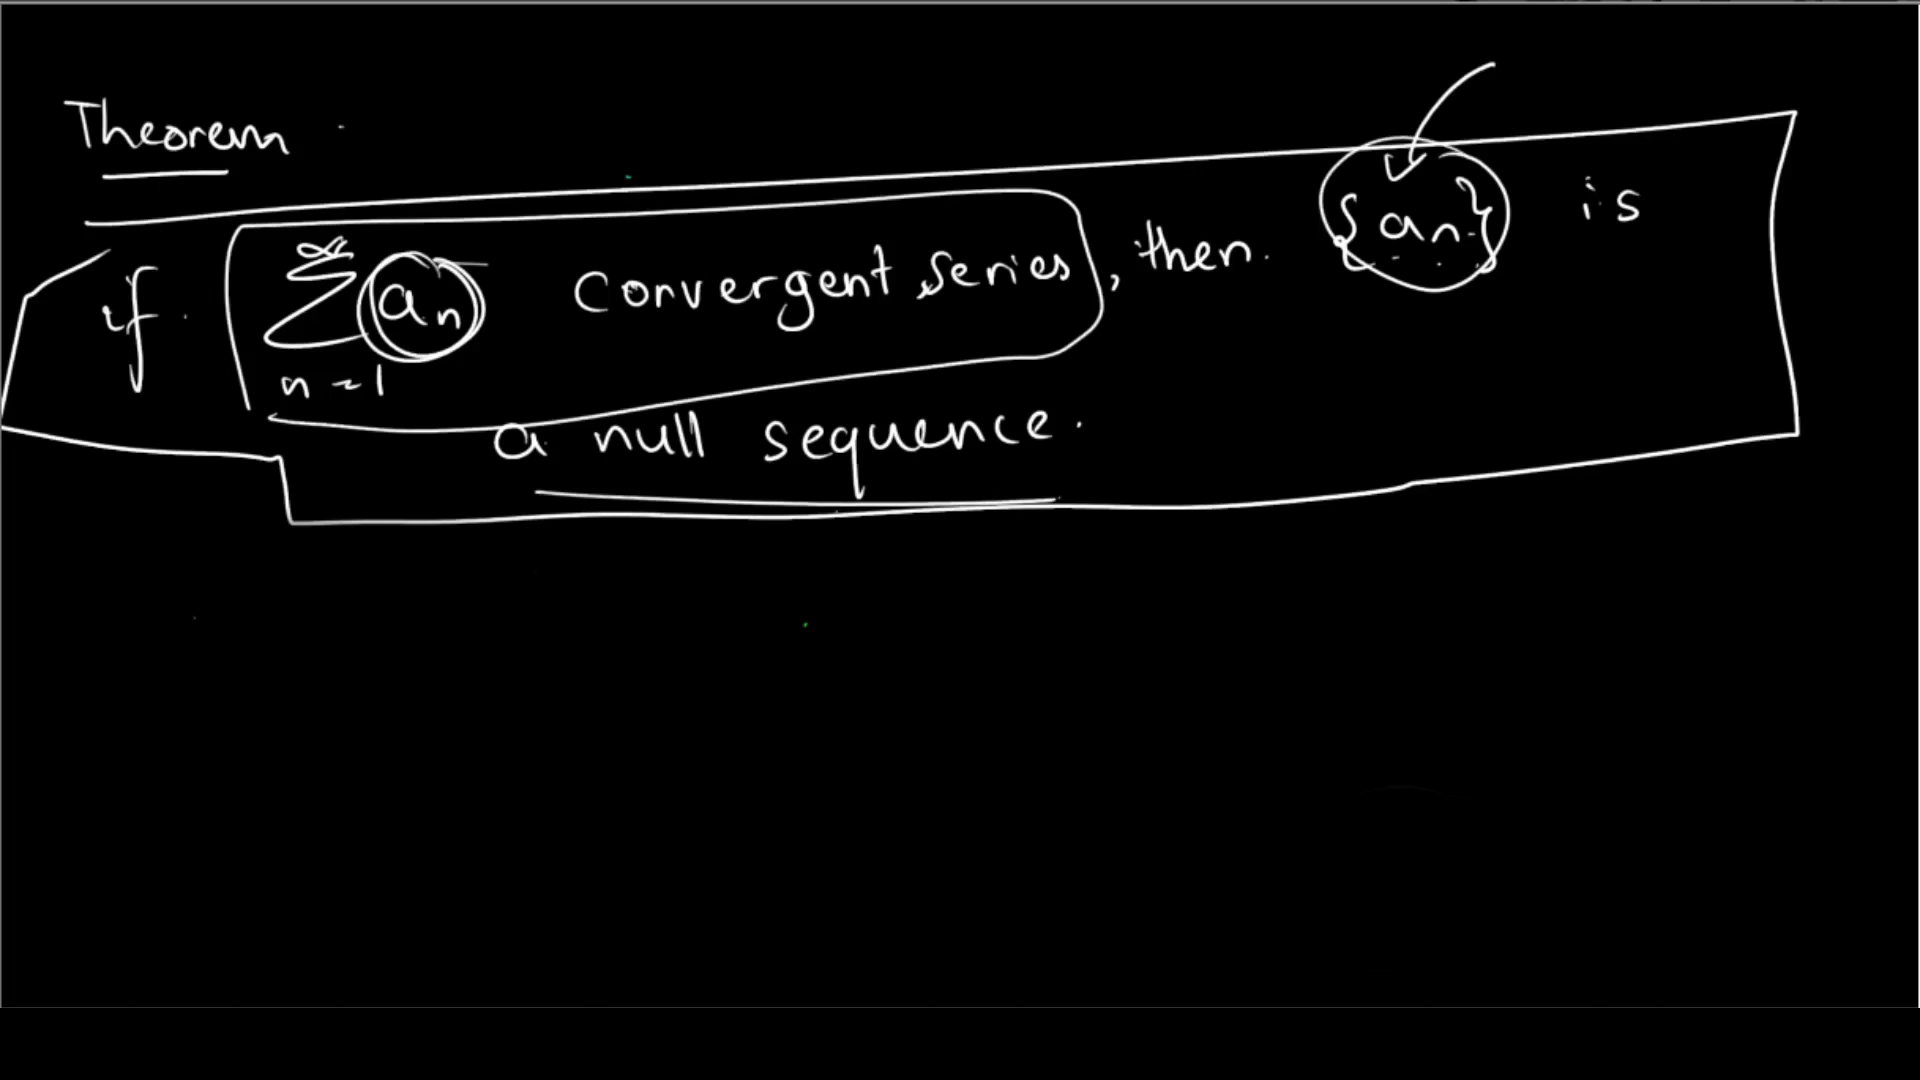 Theorem
if ∞ Σ n = 1 an Convergent series, then. {an} is
a null sequence.